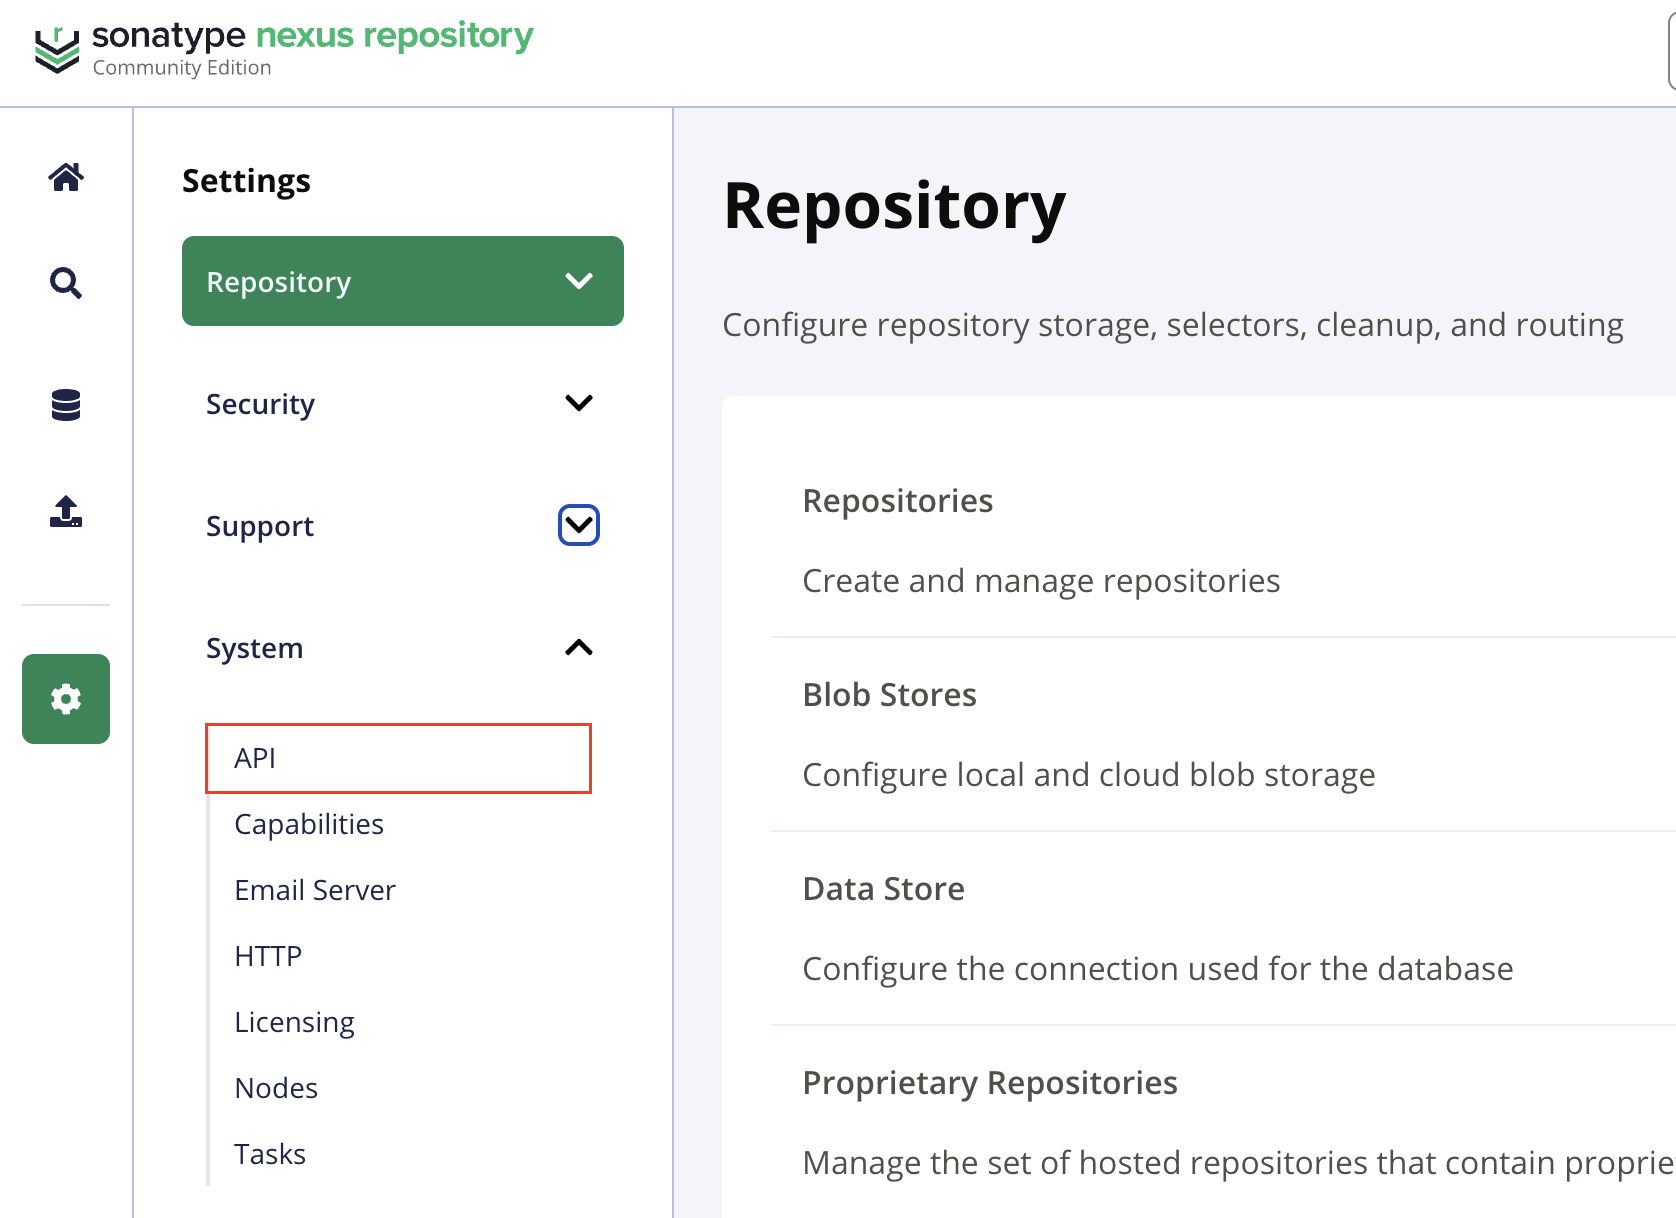 sonatype nexus repository
Community Edition
Settings
Repository
Security
Support
System
API
Capabilities
Email Server
HTTP
Licensing
Nodes
Tasks
Repository
Configure repository storage, selectors, cleanup, and routing
Repositories
Create and manage repositories
Blob Stores
Configure local and cloud blob storage
Data Store
Configure the connection used for the database
Proprietary Repositories
Manage the set of hosted repositories that contain